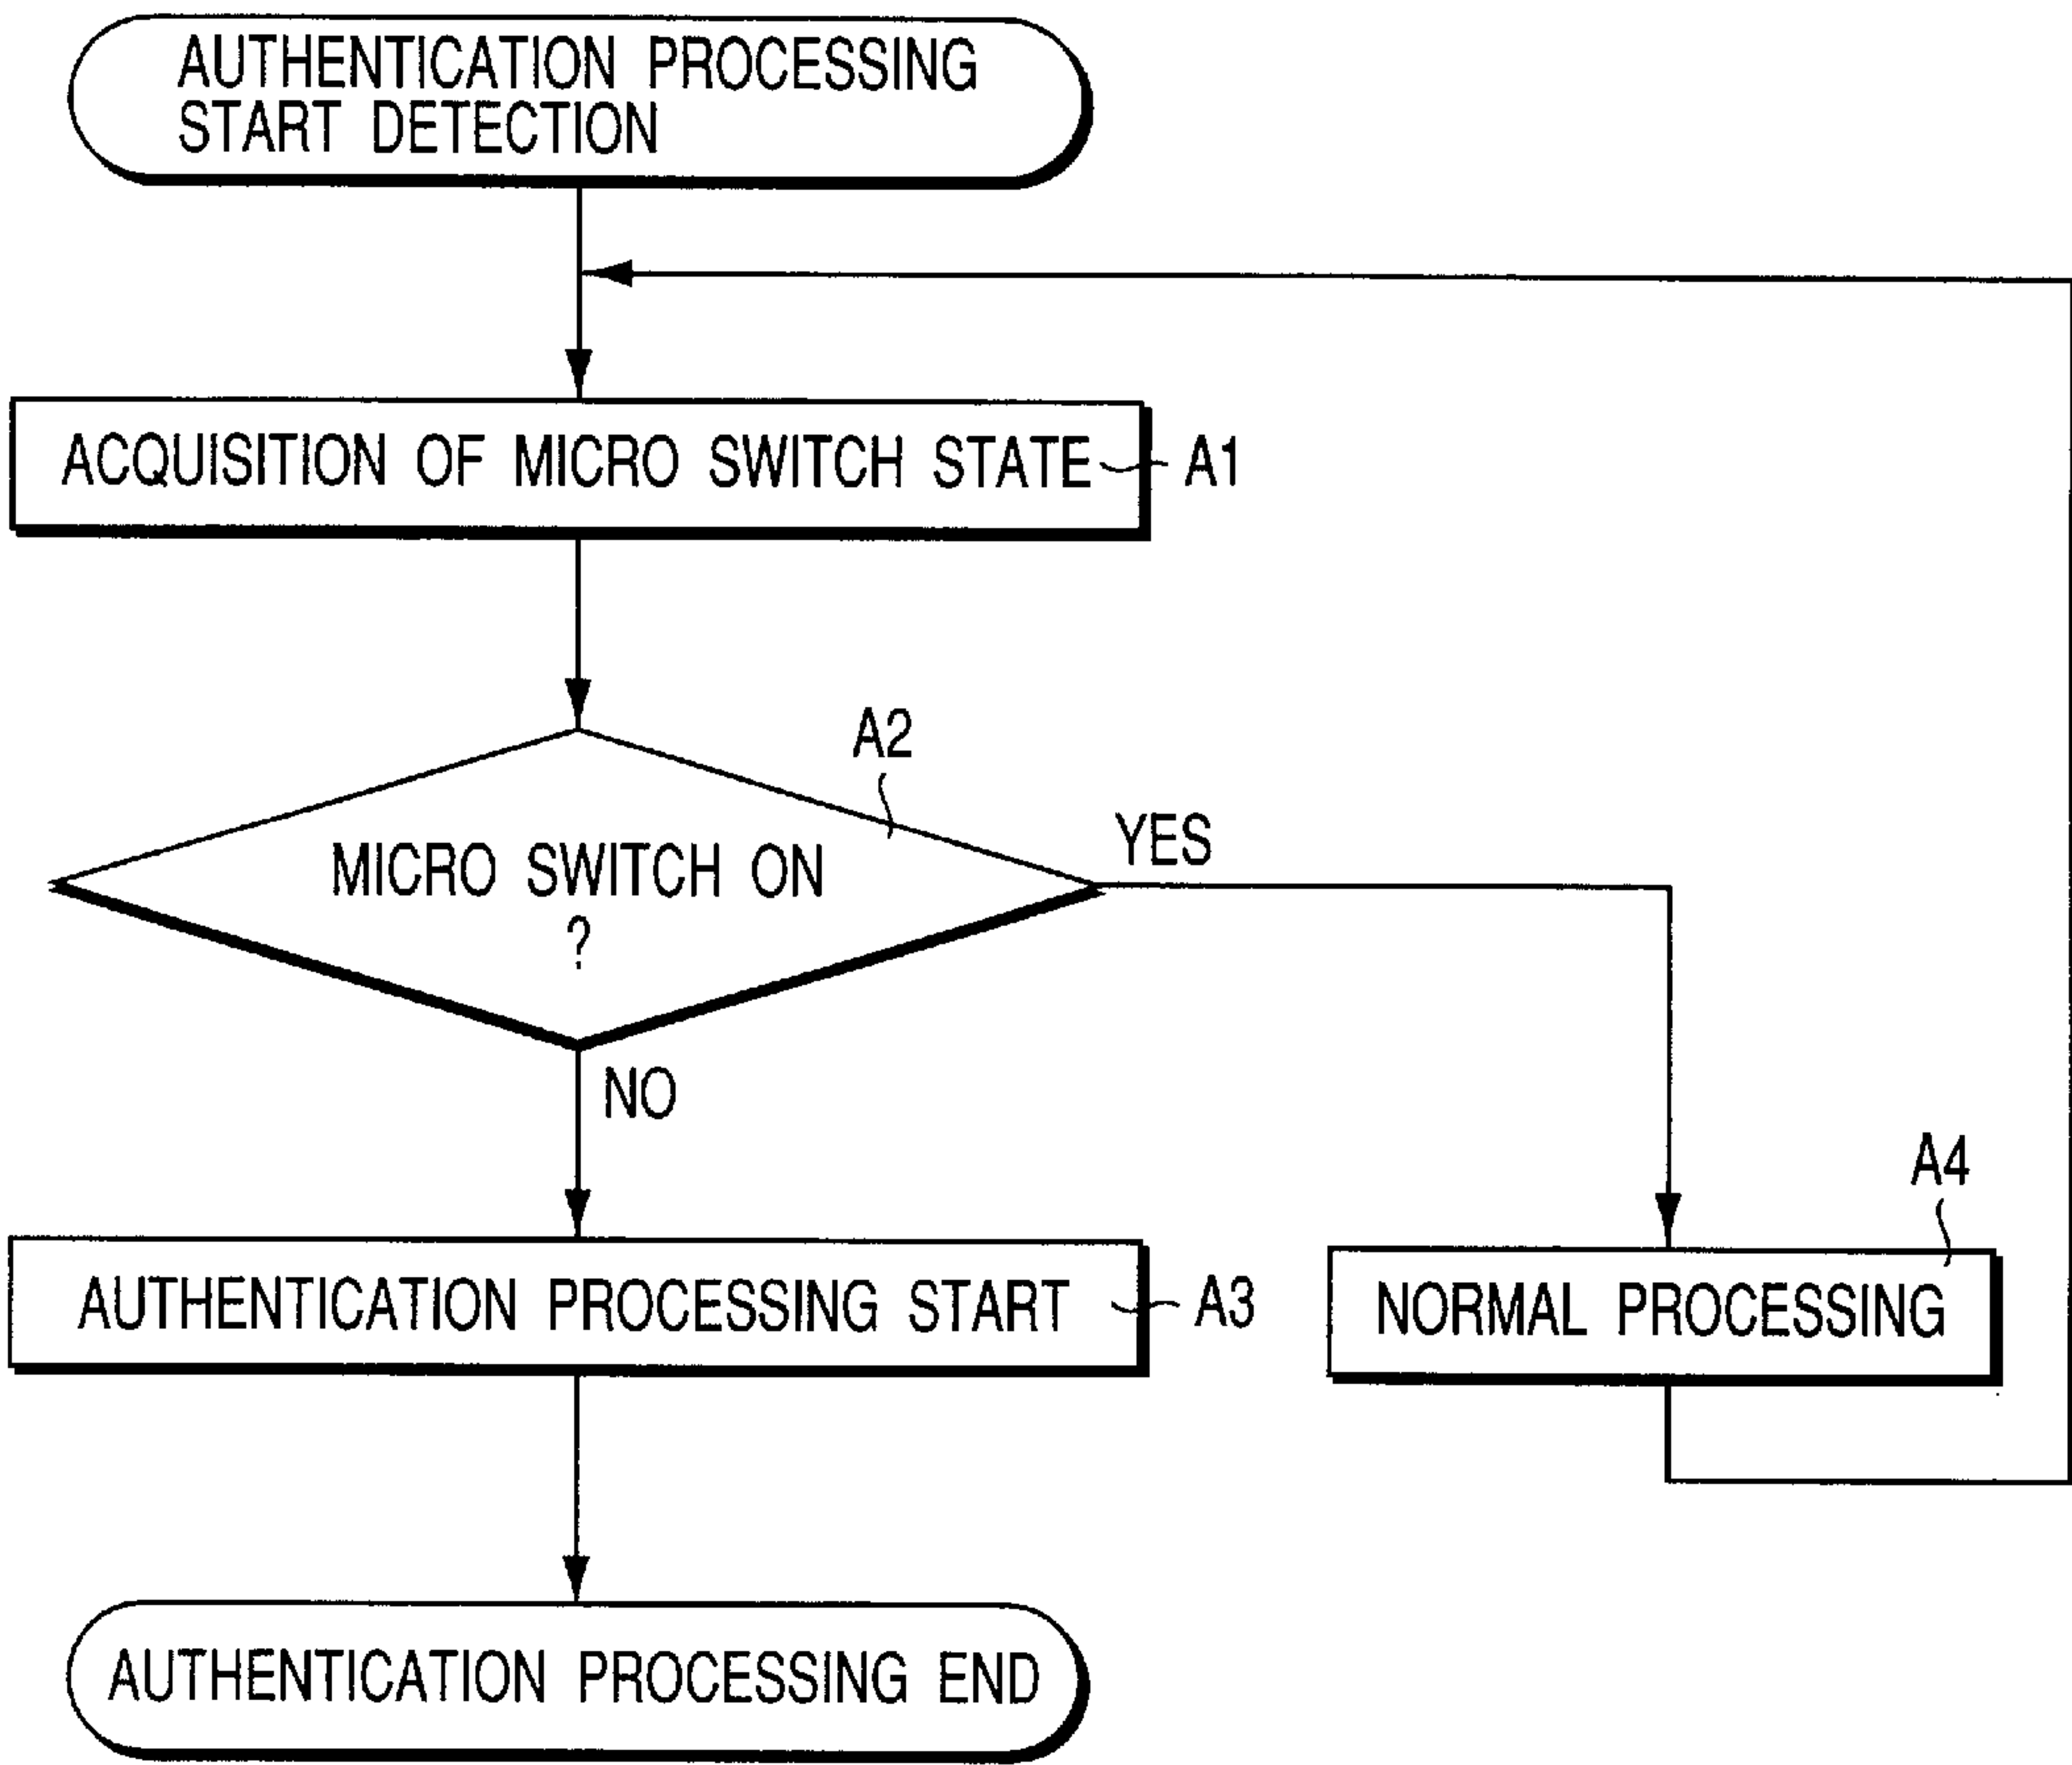 AUTHENTICATION PROCESSING
START DETECTION
ACQUISITION OF MICRO SWITCH STATE
A1
A2
MICRO SWITCH ON
?
YES
NO
A4
AUTHENTICATION PROCESSING START
A3
NORMAL PROCESSING
AUTHENTICATION PROCESSING END